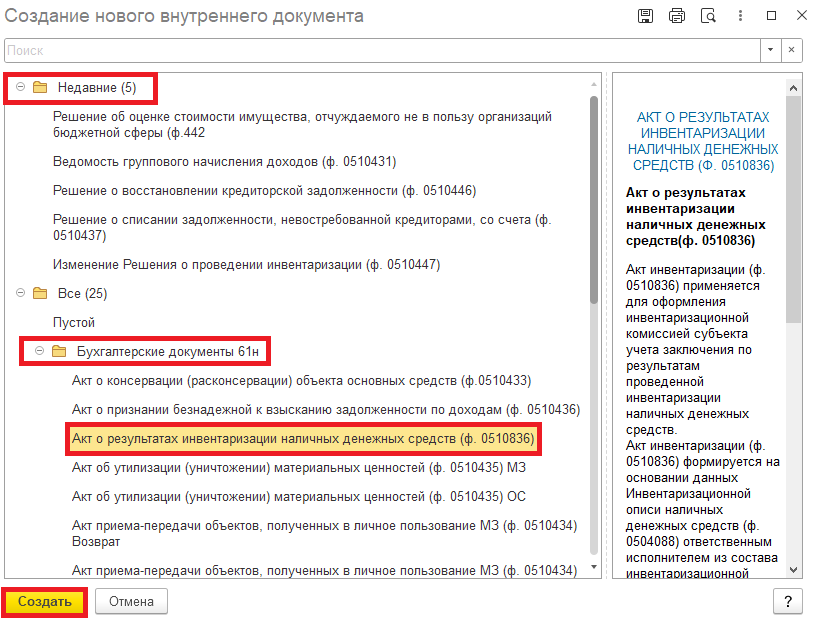 Создание нового внутреннего документа
Поиск
Недавние (5)
Решение об оценке стоимости имущества, отчуждаемого не в пользу организаций
бюджетной сферы (ф.442
Ведомость группового начисления доходов (ф. 0510431)
Решение о восстановлении кредиторской задолженности (ф. 0510446)
Решение о списании задолженности, невостребованной кредиторами, со счета (ф.
0510437)
Изменение Решения о проведении инвентаризации (ф. 0510447)
Все (25)
Пустой
Бухгалтерские документы 61н
Акт о консервации (расконсервации) объекта основных средств (ф.0510433)
Акт о признании безнадежной к взысканию задолженности по доходам (ф. 0510436)
Акт о результатах инвентаризации наличных денежных средств (ф. 0510836)
Акт об утилизации (уничтожении) материальных ценностей (ф. 0510435) МЗ
Акт об утилизации (уничтожении) материальных ценностей (ф. 0510435) ОС
Акт приема-передачи объектов, полученных в личное пользование МЗ (ф. 0510434)
Возврат
Акт приема-передачи объектов, полученных в личное пользование МЗ (ф. 0510434)
АКТ О РЕЗУЛЬТАТАХ
ИНВЕНТАРИЗАЦИИ
НАЛИЧНЫХ ДЕНЕЖНЫХ
СРЕДСТВ (Ф. 0510836)
Акт о результатах
инвентаризации
наличных денежных
средств(ф. 0510836)
Акт инвентаризации (ф.
0510836) применяется
для оформления
инвентаризационной
комиссией субъекта
учета заключения по
результатам
проведенной
инвентаризации
наличных денежных
средств.
Акт инвентаризации (ф.
0510836) формируется на
основании данных
Инвентаризационной
описи наличных
денежных средств (ф.
0504088) ответственным
исполнителем из состава
инвентаризационной
Создать
Отмена
?